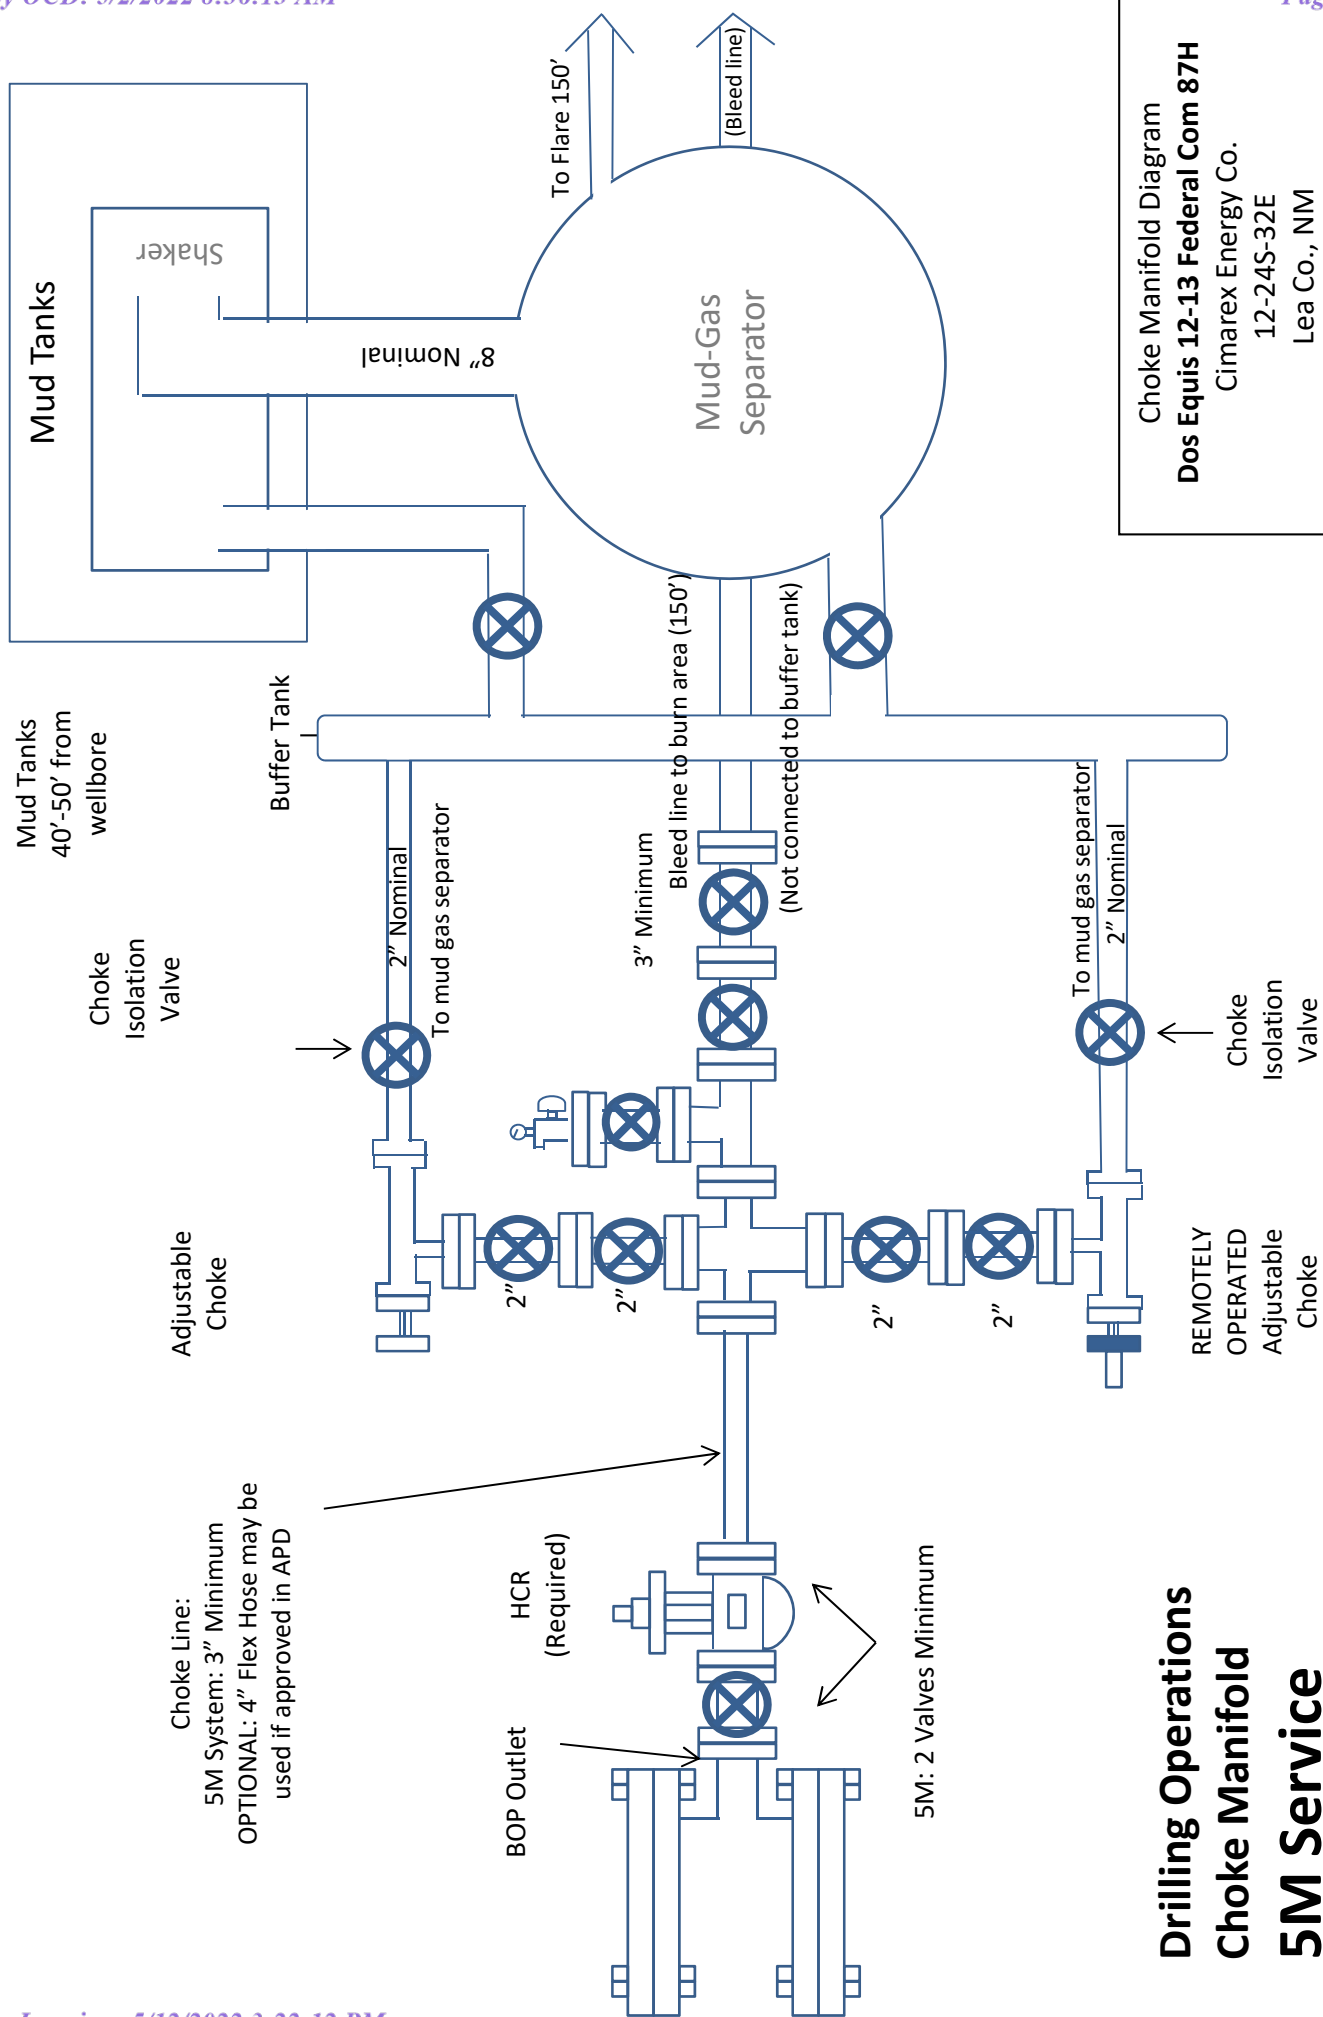 Mud Tanks
Shaker
8” Nominal
To Flare 150’
(Bleed line)
Mud-Gas
Separator
Mud Tanks
40’-50’ from
wellbore
Buffer Tank
Bleed line to burn area (150’)
(Not connected to buffer tank)
3” Minimum
Choke
Isolation
Valve
2” Nominal
To mud gas separator
To mud gas separator
2” Nominal
Choke
Isolation
Valve
Adjustable
Choke
2”
2”
2”
2”
REMOTELY
OPERATED
Adjustable
Choke
Choke Line:
5M System: 3” Minimum
OPTIONAL: 4” Flex Hose may be
used if approved in APD
HCR
(Required)
BOP Outlet
5M: 2 Valves Minimum
Drilling Operations
Choke Manifold
5M Service
Choke Manifold Diagram
Dos Equis 12-13 Federal Com 87H
Cimarex Energy Co.
12-24S-32E
Lea Co., NM